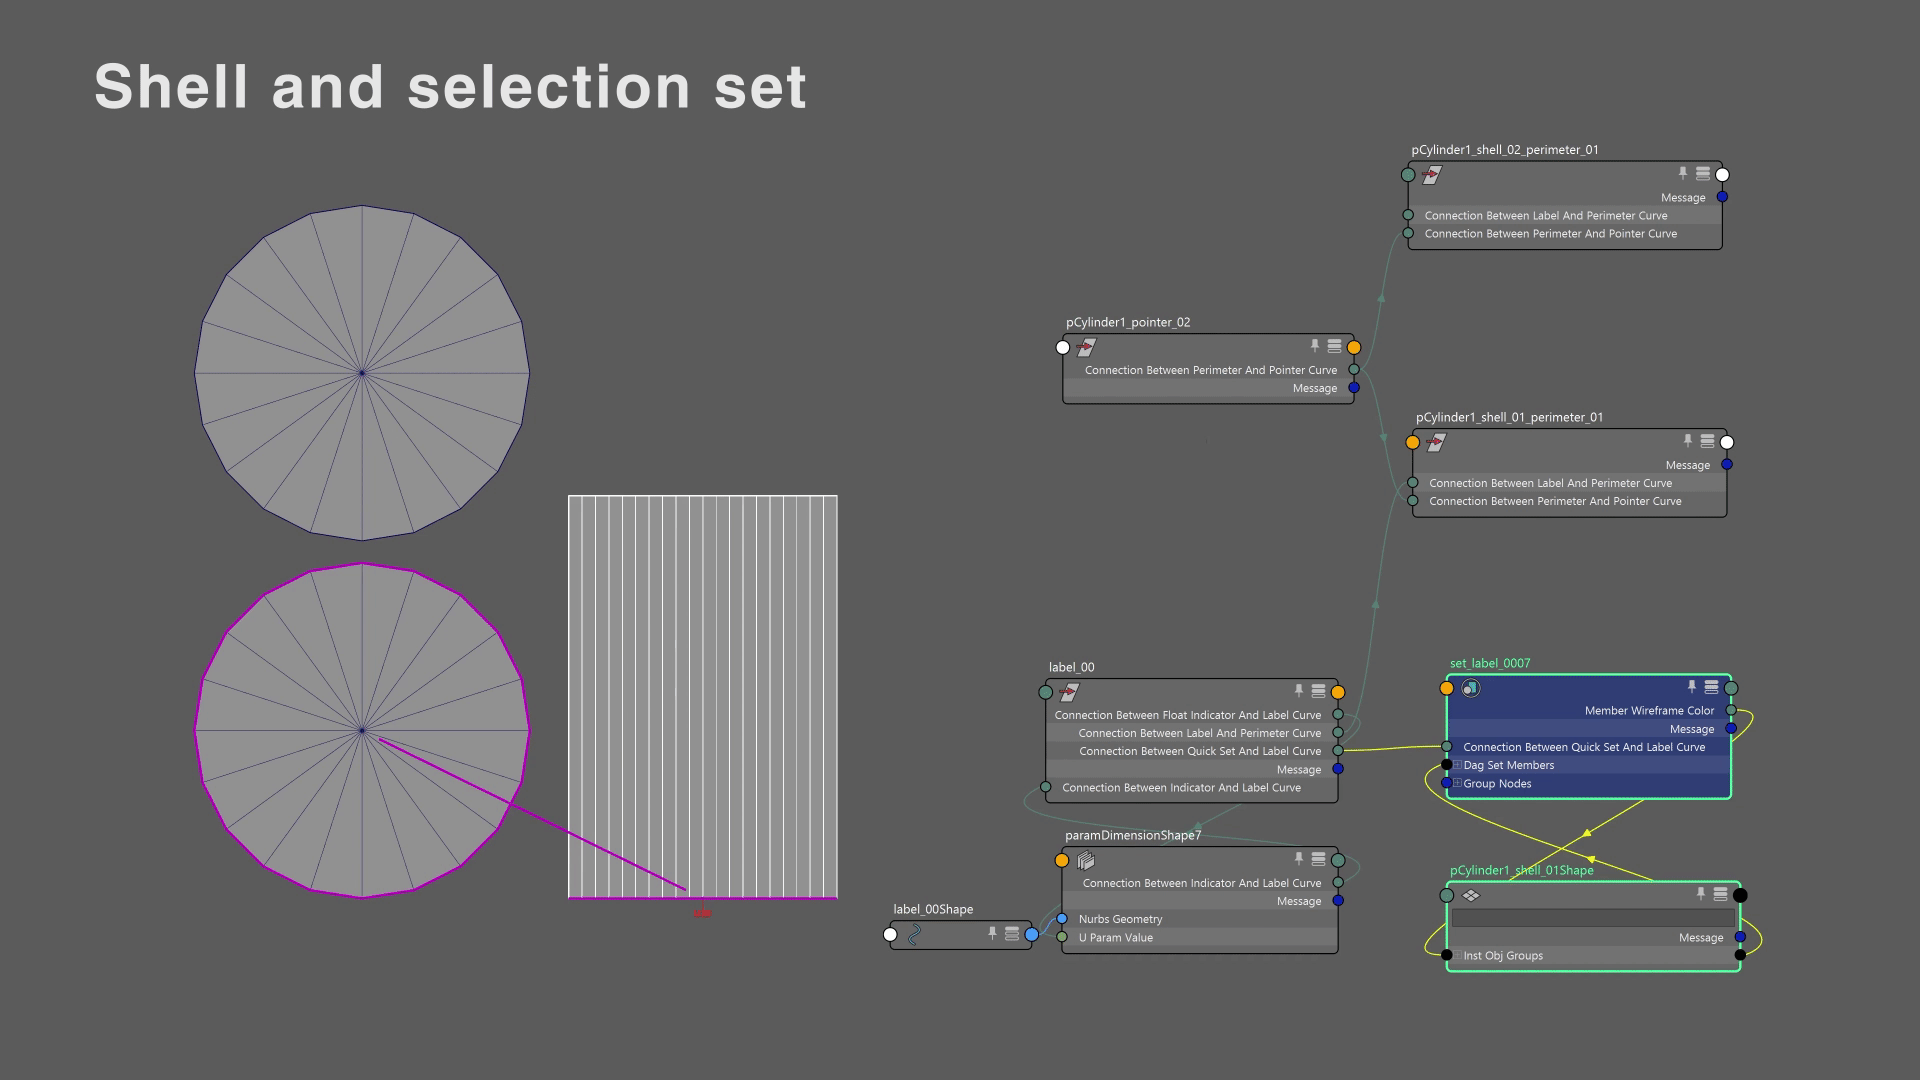 Shell and selection set
pCylinder1_shell_02_perimeter_01
Message
Connection Between Label And Perimeter Curve
Connection Between Perimeter And Pointer Curve
pCylinder1_pointer_02
Connection Between Perimeter And Pointer Curve
Message
pCylinder1_shell_01_perimeter_01
Message
Connection Between Label And Perimeter Curve
Connection Between Perimeter And Pointer Curve
label_00
Connection Between Float Indicator And Label Curve
Connection Between Label And Perimeter Curve
Connection Between Quick Set And Label Curve
Message
Connection Between Indicator And Label Curve
set_label_0007
Member Wireframe Color
Message
Connection Between Quick Set And Label Curve
Dag Set Members
Group Nodes
paramDimensionShape7
Connection Between Indicator And Label Curve
Message
Nurbs Geometry
U Param Value
label_00Shape
pCylinder1_shell_01Shape
Message
Inst Obj Groups